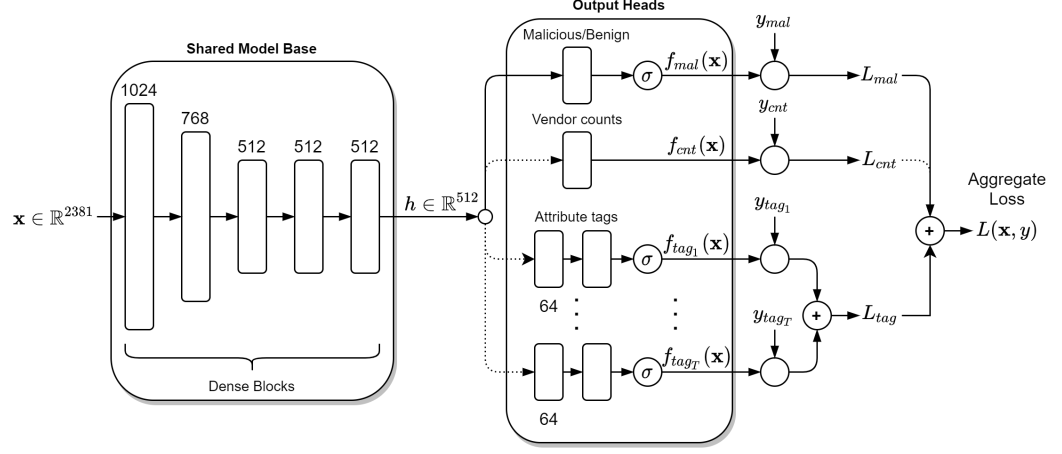 Output Heads
Shared Model Base
1024
768
512
512
512
x ∈ ℝ^2381
h ∈ ℝ^512
Dense Blocks
Malicious/Benign
σ
f_mal(x)
y_mal
L_mal
Vendor counts
f_cnt(x)
y_cnt
L_cnt
Attribute tags
64
σ
f_tag_1(x)
y_tag_1
64
σ
f_tag_T(x)
y_tag_T
+
L_tag
+
Aggregate
Loss
L(x, y)